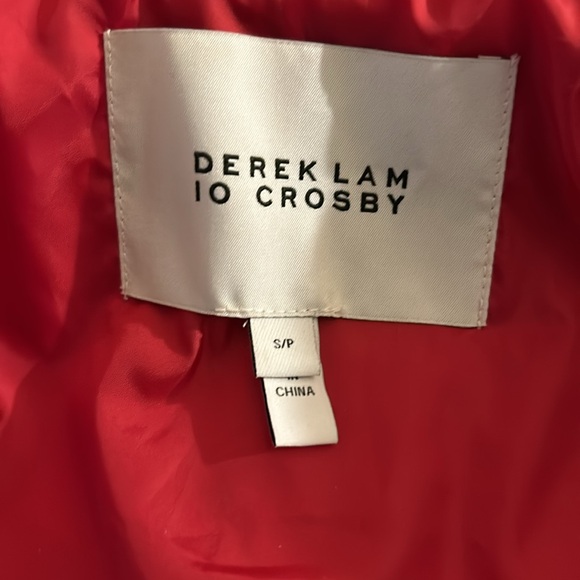 DEREK LAM
10 CROSBY
S/P
CHINA